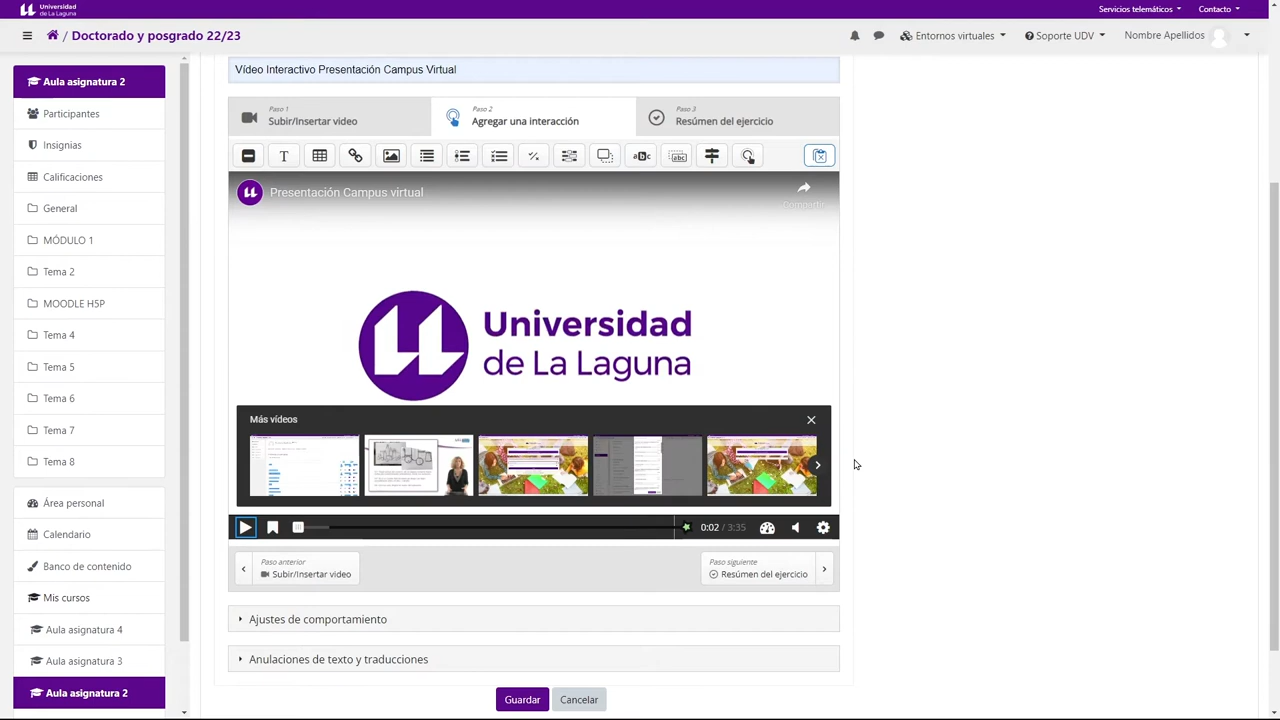 Universidad
de La Laguna
Servicios telemáticos
Contacto
/ Doctorado y posgrado 22/23
Entornos virtuales
Soporte UDV
Nombre Apellidos
Aula asignatura 2
Participantes
Insignias
Calificaciones
General
MÓDULO 1
Tema 2
MOODLE H5P
Tema 4
Tema 5
Tema 6
Tema 7
Tema 8
Área personal
Calendario
Banco de contenido
Mis cursos
Aula asignatura 4
Aula asignatura 3
Aula asignatura 2
Vídeo Interactivo Presentación Campus Virtual
Paso 1
Subir/Insertar video
Paso 2
Agregar una interacción
Paso 3
Resúmen del ejercicio
T
abc
abc
Presentación Campus virtual
Compartir
Universidad
de La Laguna
Más vídeos
0:02 / 3:35
Paso anterior
Subir/Insertar video
Paso siguiente
Resúmen del ejercicio
Ajustes de comportamiento
Anulaciones de texto y traducciones
Guardar
Cancelar